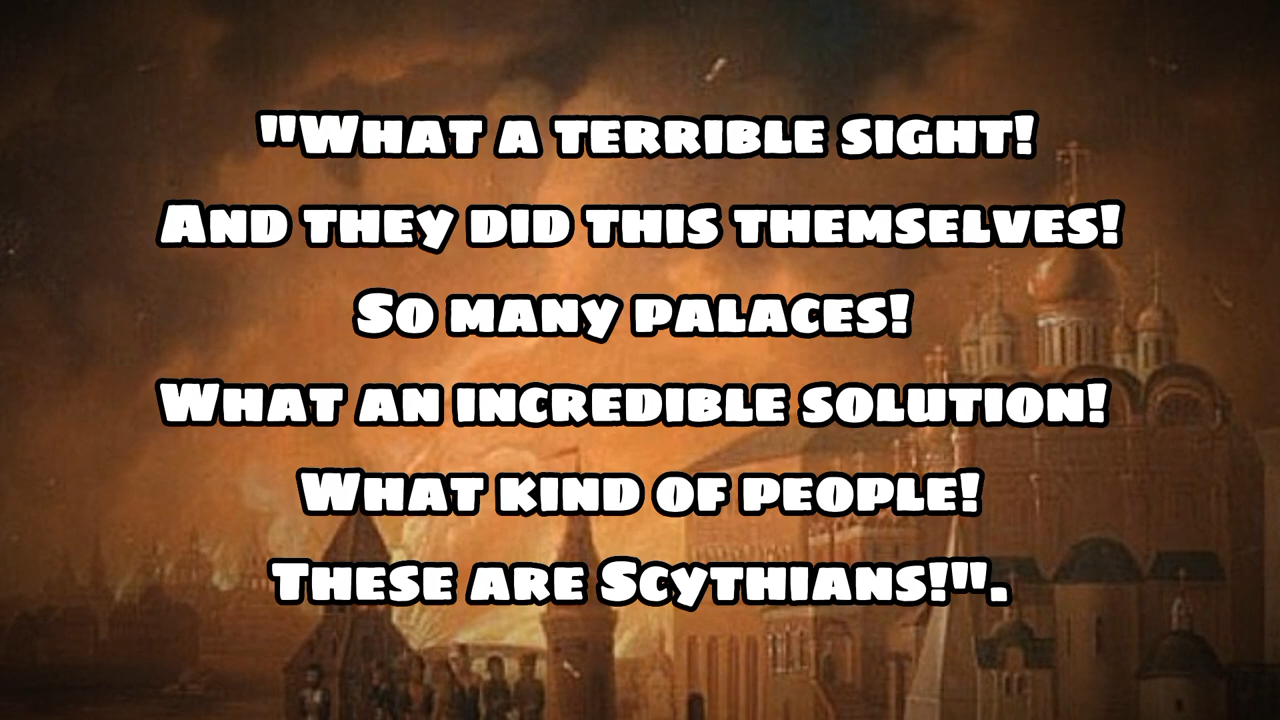 "What a terrible sight!
And they did this themselves!
So many palaces!
What an incredible solution!
What kind of people!
These are Scythians!".